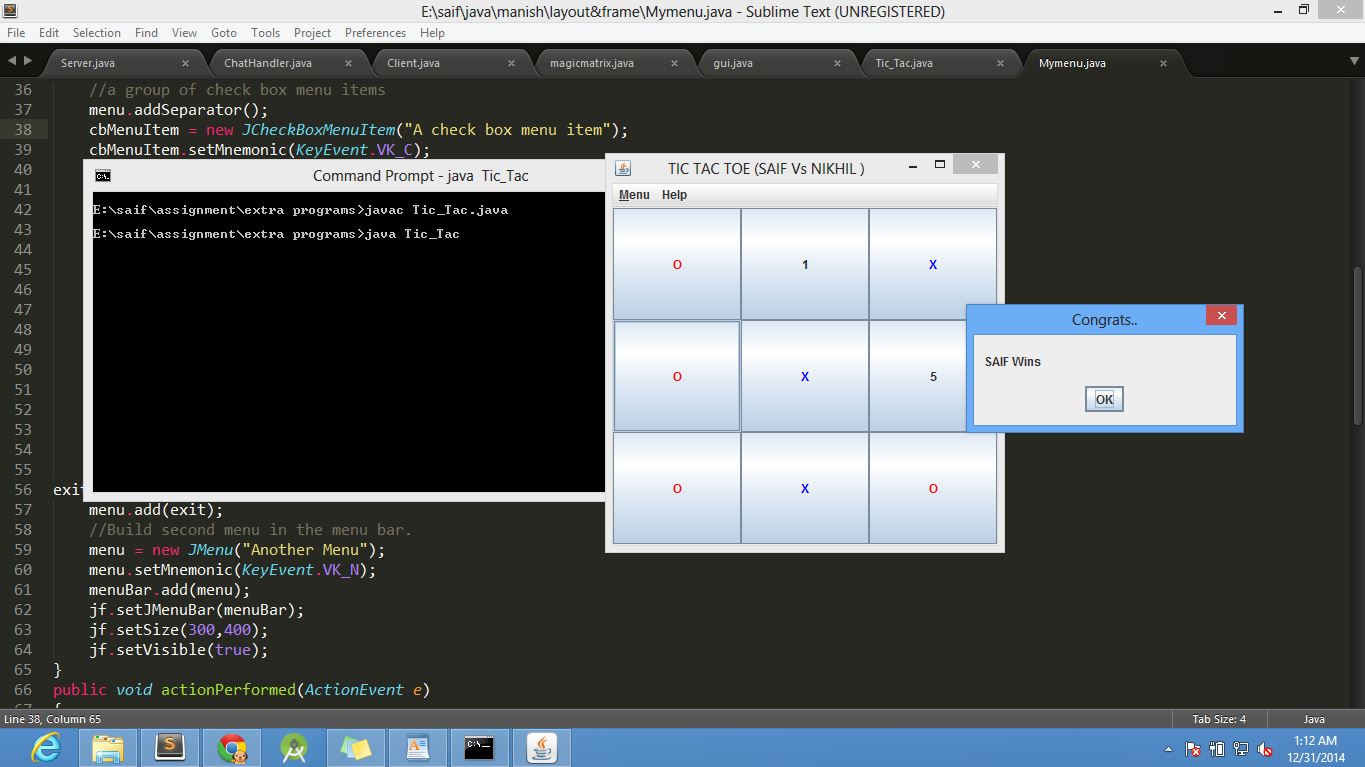 E:\saif\java\manish\layout&frame\Mymenu.java - Sublime Text (UNREGISTERED)
File Edit Selection Find View Goto Tools Project Preferences Help
Server.java ChatHandler.java Client.java magicmatrix.java gui.java Tic_Tac.java Mymenu.java
36 //a group of check box menu items
37 menu.addSeparator();
38 cbMenuItem = new JCheckBoxMenuItem("A check box menu item");
39 cbMenuItem.setMnemonic(KeyEvent.VK_C);
40
41
42
43
44
45
46
47
48
49
50
51
52
53
54
55
56 exi
57 menu.add(exit);
58 //Build second menu in the menu bar.
59 menu = new JMenu("Another Menu");
60 menu.setMnemonic(KeyEvent.VK_N);
61 menuBar.add(menu);
62 jf.setJMenuBar(menuBar);
63 jf.setSize(300,400);
64 jf.setVisible(true);
65 }
66 public void actionPerformed(ActionEvent e)
Command Prompt - java Tic_Tac
E:\saif\assignment\extra programs>javac Tic_Tac.java
E:\saif\assignment\extra programs>java Tic_Tac
TIC TAC TOE (SAIF Vs NIKHIL )
Menu Help
O 1 X
O X 5
O X O
Congrats..
SAIF Wins
OK
Line 38, Column 65
Tab Size: 4 Java
1:12 AM
12/31/2014